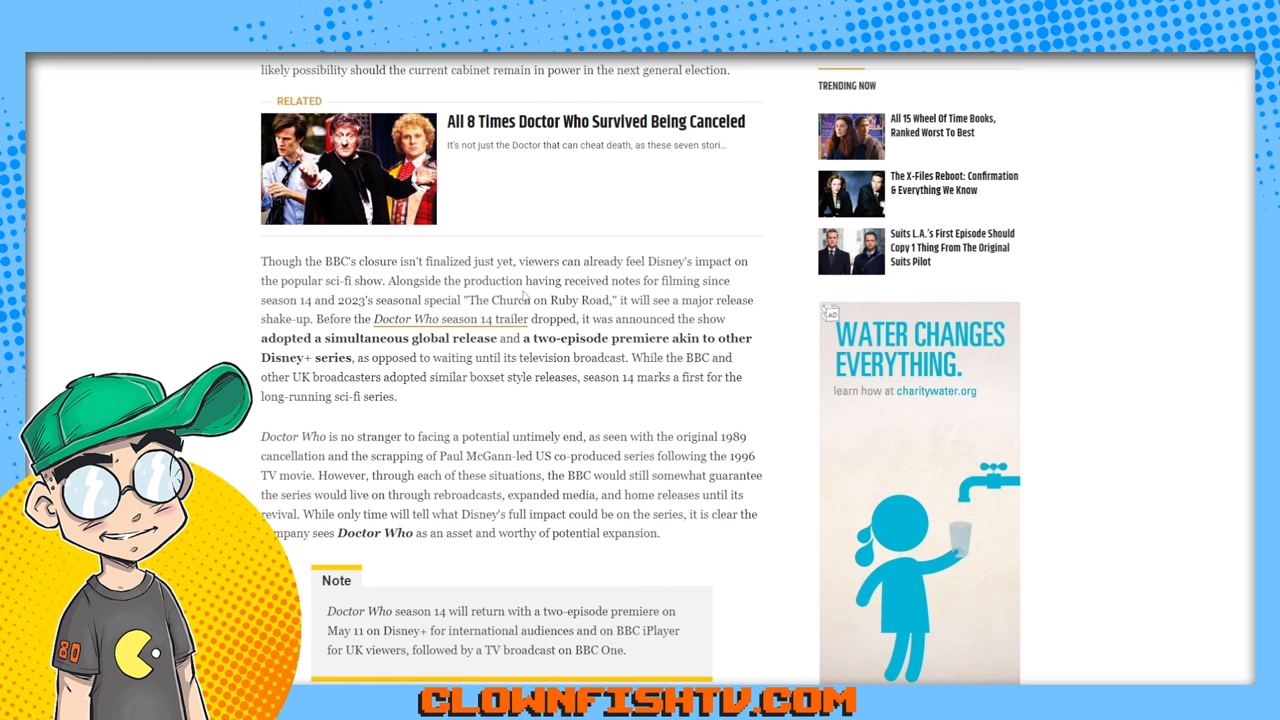 likely possibility should the current cabinet remain in power in the next general election.
RELATED
All 8 Times Doctor Who Survived Being Canceled
It's not just the Doctor that can cheat death, as these seven stori...
Though the BBC's closure isn't finalized just yet, viewers can already feel Disney's impact on
the popular sci-fi show. Alongside the production having received notes for filming since
season 14 and 2023's seasonal special "The Church on Ruby Road," it will see a major release
shake-up. Before the Doctor Who season 14 trailer dropped, it was announced the show
adopted a simultaneous global release and a two-episode premiere akin to other
Disney+ series, as opposed to waiting until its television broadcast. While the BBC and
other UK broadcasters adopted similar boxset style releases, season 14 marks a first for the
long-running sci-fi series.
Doctor Who is no stranger to facing a potential untimely end, as seen with the original 1989
cancellation and the scrapping of Paul McGann-led US co-produced series following the 1996
TV movie. However, through each of these situations, the BBC would still somewhat guarantee
the series would live on through rebroadcasts, expanded media, and home releases until its
revival. While only time will tell what Disney's full impact could be on the series, it is clear the
mpany sees Doctor Who as an asset and worthy of potential expansion.
Note
Doctor Who season 14 will return with a two-episode premiere on
May 11 on Disney+ for international audiences and on BBC iPlayer
for UK viewers, followed by a TV broadcast on BBC One.
TRENDING NOW
All 15 Wheel Of Time Books,
Ranked Worst To Best
The X-Files Reboot: Confirmation
& Everything We Know
Suits L.A.'s First Episode Should
Copy 1 Thing From The Original
Suits Pilot
AD
WATER CHANGES
EVERYTHING.
learn how at charitywater.org
80
CLOWNFISHTV.COM